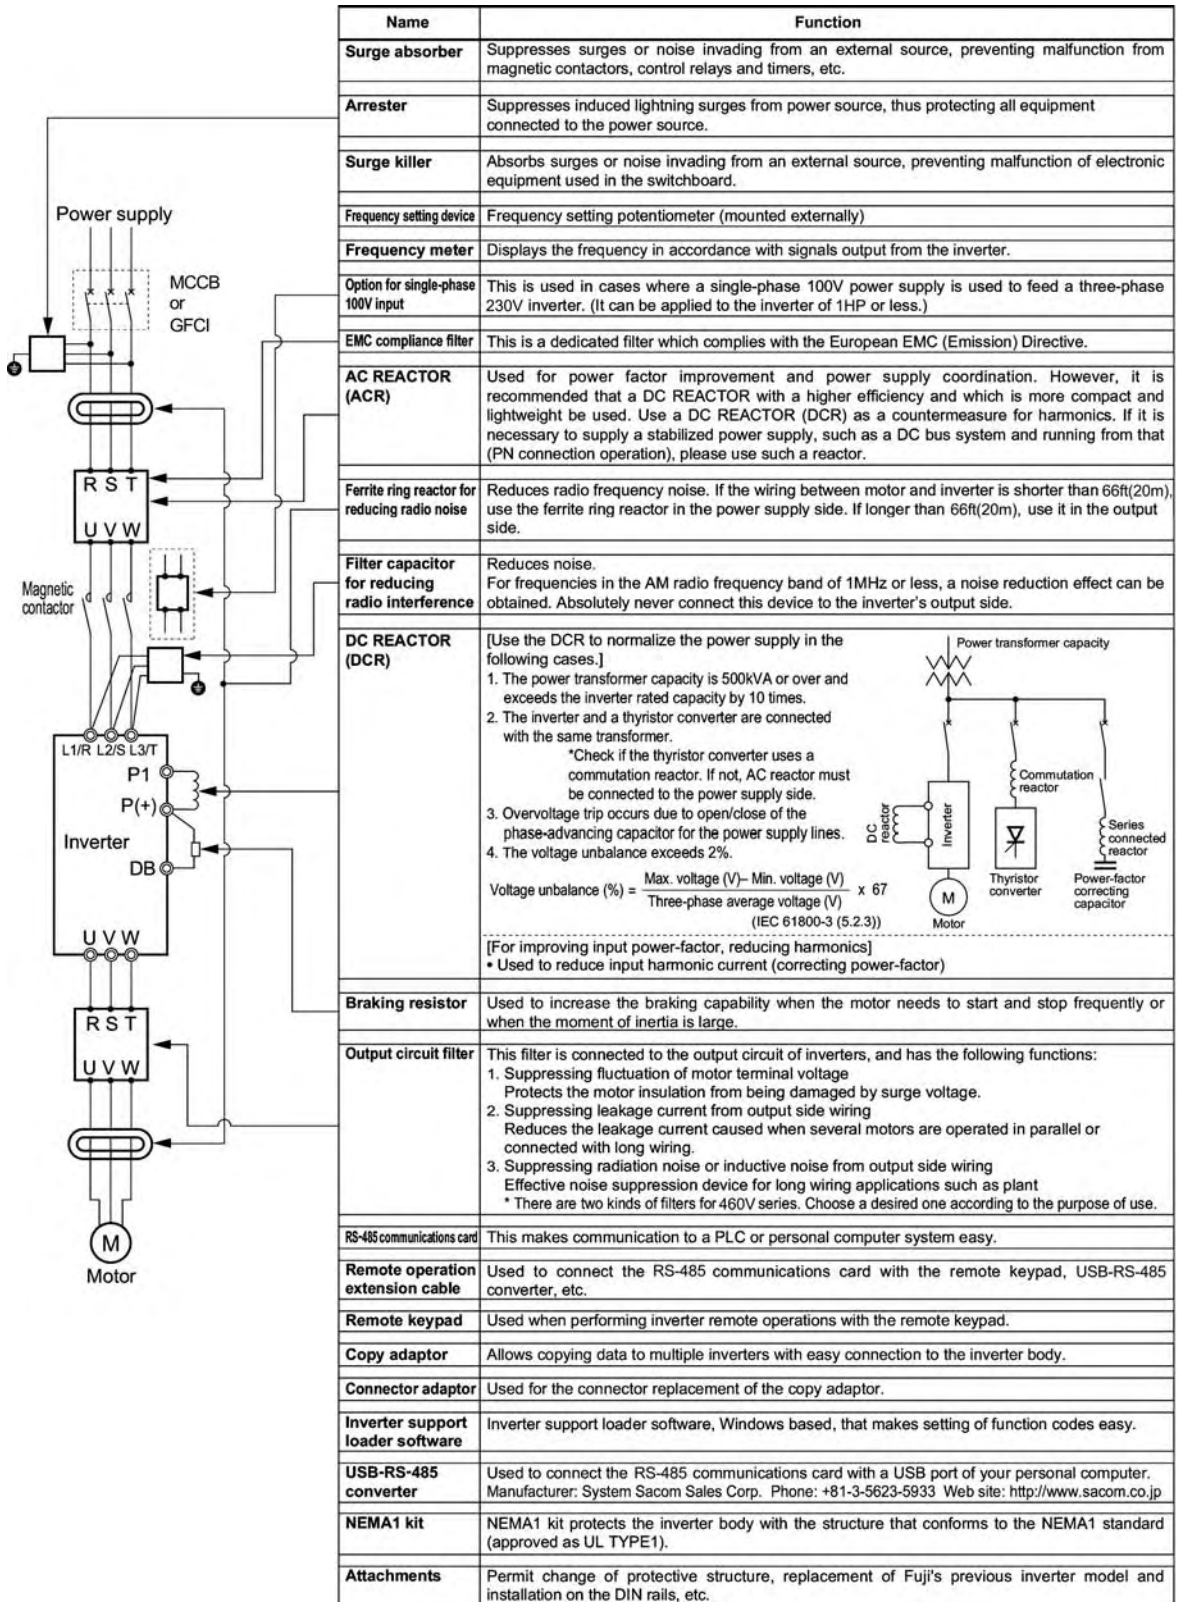 Name Function
Surge absorber Suppresses surges or noise invading from an external source, preventing malfunction from
magnetic contactors, control relays and timers, etc.
Arrester Suppresses induced lightning surges from power source, thus protecting all equipment
connected to the power source.
Surge killer Absorbs surges or noise invading from an external source, preventing malfunction of electronic
equipment used in the switchboard.
Frequency setting device Frequency setting potentiometer (mounted externally)
Frequency meter Displays the frequency in accordance with signals output from the inverter.
Option for single-phase This is used in cases where a single-phase 100V power supply is used to feed a three-phase
100V input 230V inverter. (It can be applied to the inverter of 1HP or less.)
EMC compliance filter This is a dedicated filter which complies with the European EMC (Emission) Directive.
AC REACTOR Used for power factor improvement and power supply coordination. However, it is
(ACR) recommended that a DC REACTOR with a higher efficiency and which is more compact and
lightweight be used. Use a DC REACTOR (DCR) as a countermeasure for harmonics. If it is
necessary to supply a stabilized power supply, such as a DC bus system and running from that
(PN connection operation), please use such a reactor.
Ferrite ring reactor for Reduces radio frequency noise. If the wiring between motor and inverter is shorter than 66ft(20m),
reducing radio noise use the ferrite ring reactor in the power supply side. If longer than 66ft(20m), use it in the output
side.
Filter capacitor Reduces noise.
for reducing For frequencies in the AM radio frequency band of 1MHz or less, a noise reduction effect can be
radio interference obtained. Absolutely never connect this device to the inverter's output side.
DC REACTOR [Use the DCR to normalize the power supply in the
(DCR) following cases.]
1. The power transformer capacity is 500kVA or over and
exceeds the inverter rated capacity by 10 times.
2. The inverter and a thyristor converter are connected
with the same transformer.
*Check if the thyristor converter uses a
commutation reactor. If not, AC reactor must
be connected to the power supply side.
3. Overvoltage trip occurs due to open/close of the
phase-advancing capacitor for the power supply lines.
4. The voltage unbalance exceeds 2%.
Voltage unbalance (%) = Max. voltage (V)– Min. voltage (V)
Three-phase average voltage (V) x 67
(IEC 61800-3 (5.2.3))
Power transformer capacity
DC
reactor
Inverter
M
Motor
Commutation
reactor
Thyristor
converter
Series
connected
reactor
Power-factor
correcting
capacitor
[For improving input power-factor, reducing harmonics]
• Used to reduce input harmonic current (correcting power-factor)
Braking resistor Used to increase the braking capability when the motor needs to start and stop frequently or
when the moment of inertia is large.
Output circuit filter This filter is connected to the output circuit of inverters, and has the following functions:
1. Suppressing fluctuation of motor terminal voltage
Protects the motor insulation from being damaged by surge voltage.
2. Suppressing leakage current from output side wiring
Reduces the leakage current caused when several motors are operated in parallel or
connected with long wiring.
3. Suppressing radiation noise or inductive noise from output side wiring
Effective noise suppression device for long wiring applications such as plant
* There are two kinds of filters for 460V series. Choose a desired one according to the purpose of use.
RS-485 communications card This makes communication to a PLC or personal computer system easy.
Remote operation Used to connect the RS-485 communications card with the remote keypad, USB-RS-485
extension cable converter, etc.
Remote keypad Used when performing inverter remote operations with the remote keypad.
Copy adaptor Allows copying data to multiple inverters with easy connection to the inverter body.
Connector adaptor Used for the connector replacement of the copy adaptor.
Inverter support Inverter support loader software, Windows based, that makes setting of function codes easy.
loader software
USB-RS-485 Used to connect the RS-485 communications card with a USB port of your personal computer.
converter Manufacturer: System Sacom Sales Corp. Phone: +81-3-5623-5933 Web site: http://www.sacom.co.jp
NEMA1 kit NEMA1 kit protects the inverter body with the structure that conforms to the NEMA1 standard
(approved as UL TYPE1).
Attachments Permit change of protective structure, replacement of Fuji's previous inverter model and
installation on the DIN rails, etc.
Power supply
MCCB
or
GFCI
R S T
U V W
Magnetic
contactor
L1/R L2/S L3/T
P1
P(+)
Inverter
DB
U V W
R S T
U V W
M
Motor